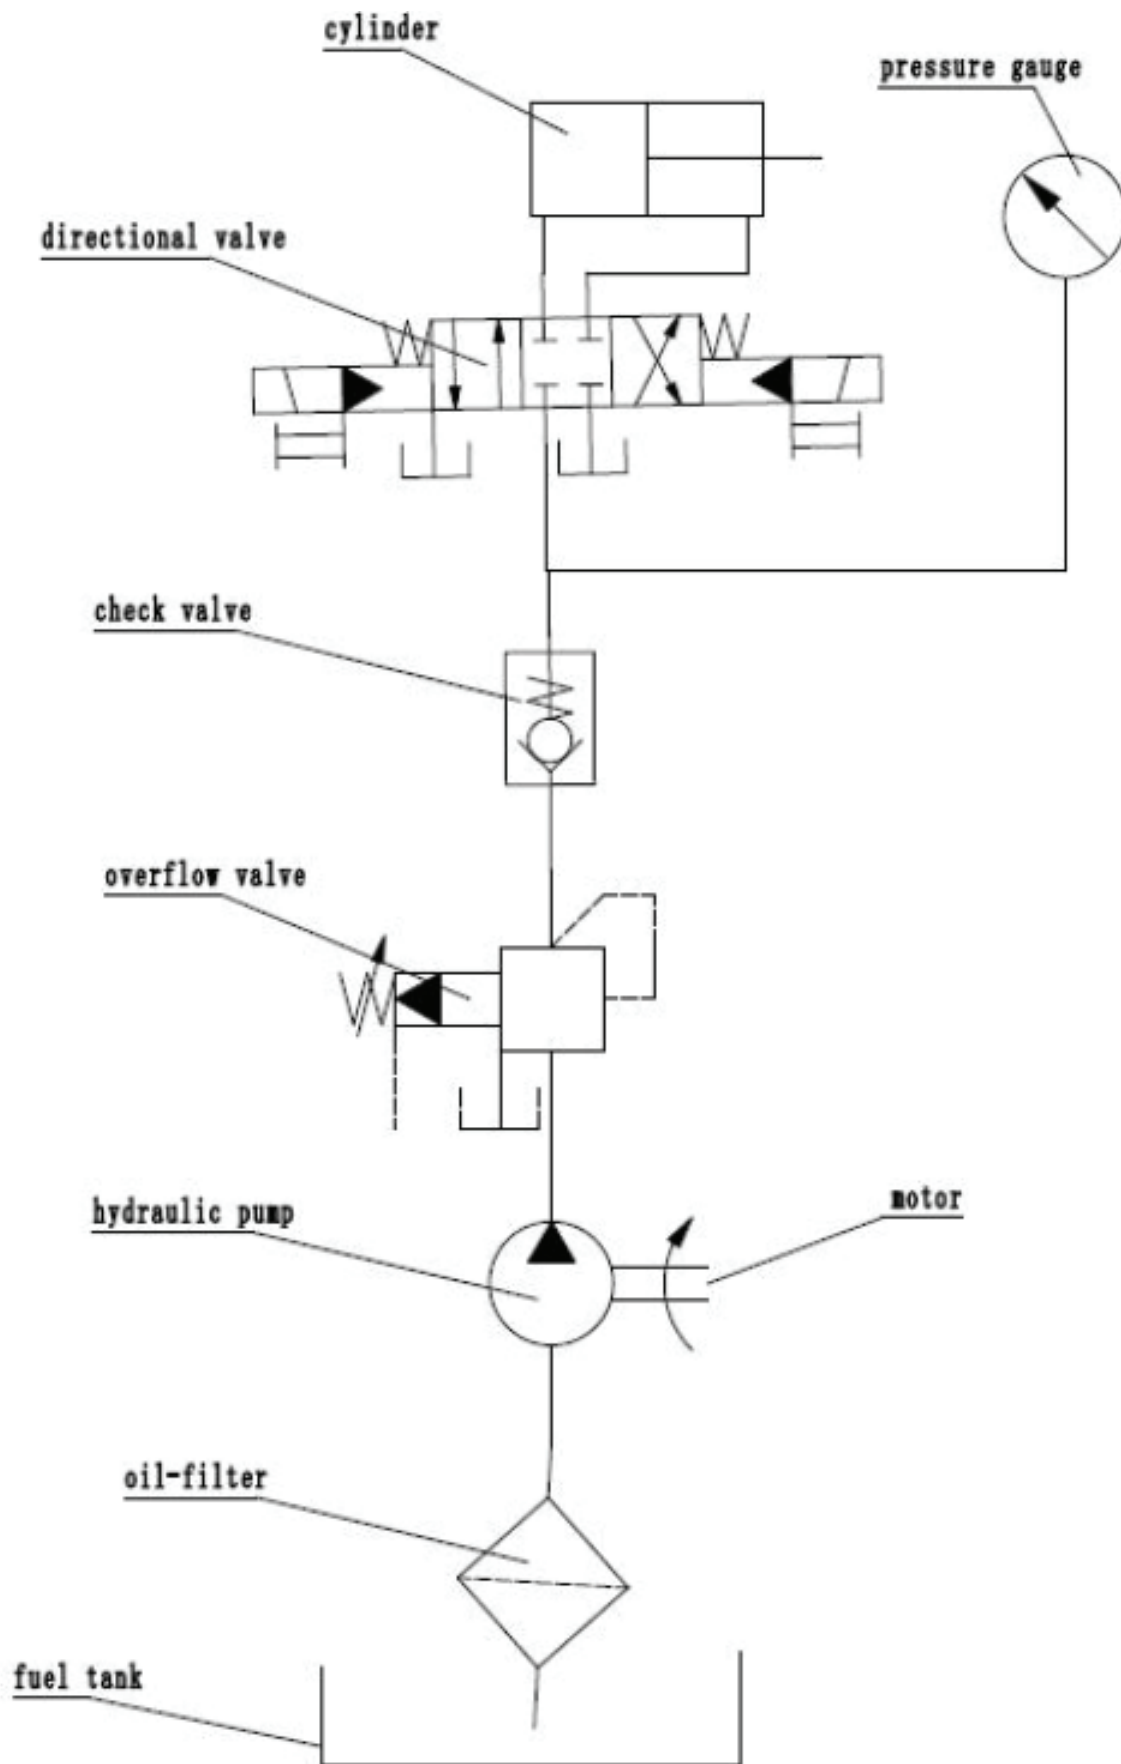 cylinder
pressure gauge
directional valve
check valve
overflow valve
hydraulic pump
motor
oil-filter
fuel tank